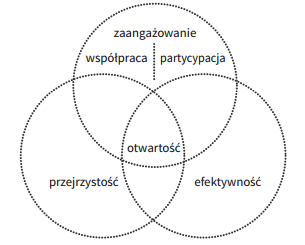 zaangażowanie
współpraca partycypacja
otwartość
przejrzystość efektywność